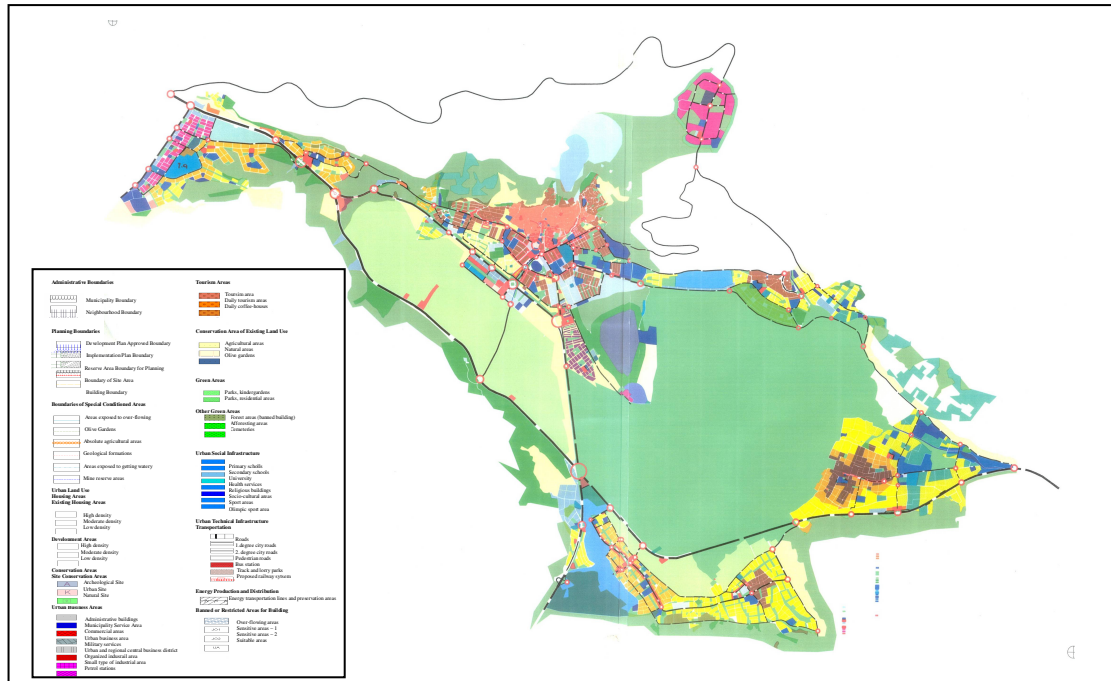 Administrative Boundaries
Municipality Boundary
Neighbourhood Boundary
Planning Boundaries
Development Plan Approved Boundary
Implementation Plan Boundary
Reserve Area Boundary for Planning
Boundary of Site Area
Building Boundary
Boundaries of Special Conditioned Areas
Areas exposed to over-flowing
Olive Gardens
Absolute agricultural areas
Geological formations
Areas exposed to getting watery
Mine reserve areas
Urban Land Use
Housing Areas
Existing Housing Areas
High density
Moderate density
Low density
Development Areas
High density
Moderate density
Low density
Conservation Areas
Site Conservation Areas
Archeological Site
Urban Site
Natural Site
Urban Business Areas
Administrative buildings
Municipality Service Area
Commercial areas
Urban business area
Military services
Urban and regional central business district
Organized industrail area
Small type of industrial area
Petrol stations
Tourism Areas
Tourism area
Daily tourism areas
Daily coffee-houses
Conservation Area of Existing Land Use
Agricultural areas
Natural areas
Olive gardens
Green Areas
Parks, kindergardens
Parks, residential areas
Other Green Areas
Forest areas (banned building)
Afforesting areas
Cemeteries
Urban Social Infrastructure
Primary scholls
Secondary schools
University
Health services
Religious buildings
Socio-cultural areas
Sport areas
Olimpic sport area
Urban Technical Infrastructure
Transportation
Roads
1.degree city roads
2. degree city roads
Pedestrian roads
Bus station
Track and lorry parks
Proposed railway system
Energy Production and Distribution
Energy transportation lines and preservation areas
Banned or Restricted Areas for Building
Over-flowing areas
Sensitive areas – 1
Sensitive areas – 2
Suitable areas